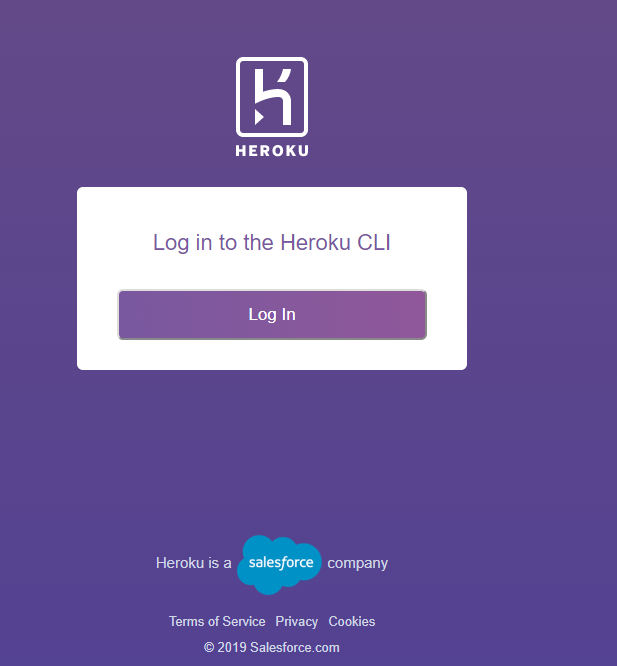 HEROKU
Log in to the Heroku CLI
Log In
Heroku is a salesforce company
Terms of Service Privacy Cookies
© 2019 Salesforce.com